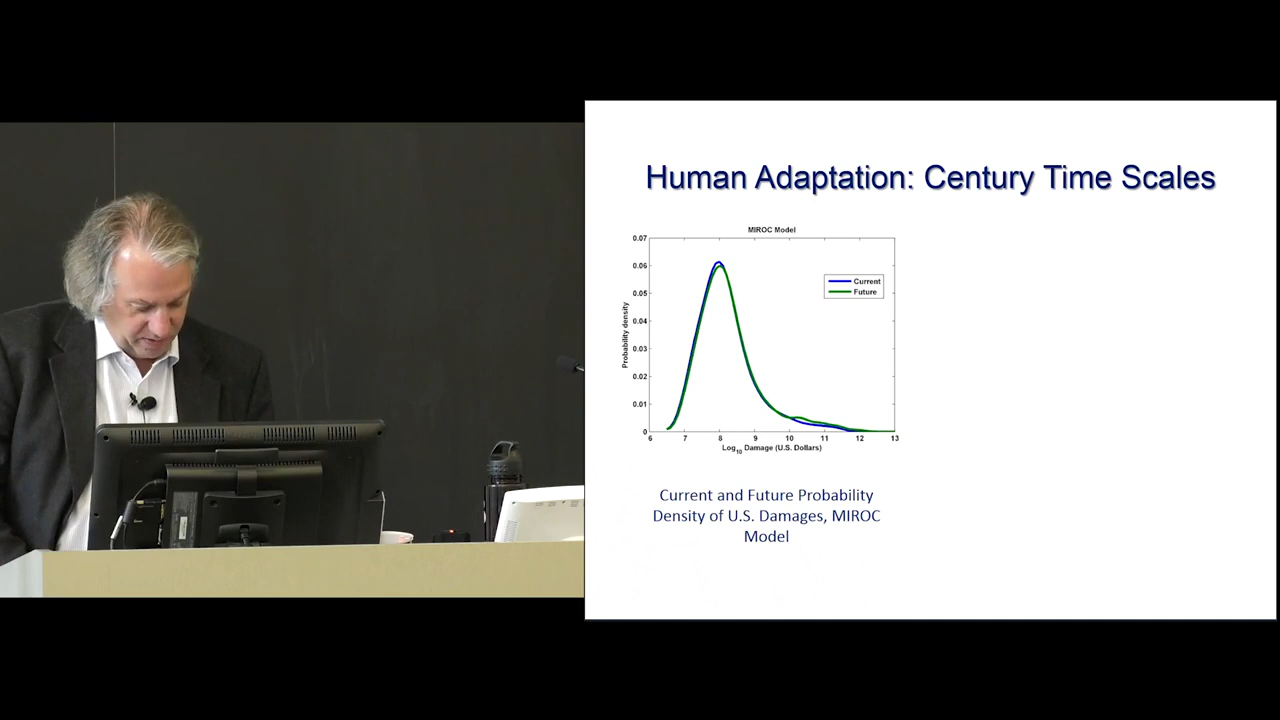 Human Adaptation: Century Time Scales
MIROC Model
0.07
0.06
0.05
0.04
0.03
0.02
0.01
0
Probability density
Current
Future
6 7 8 9 10 11 12 13
Log10 Damage (U.S. Dollars)
Current and Future Probability
Density of U.S. Damages, MIROC
Model